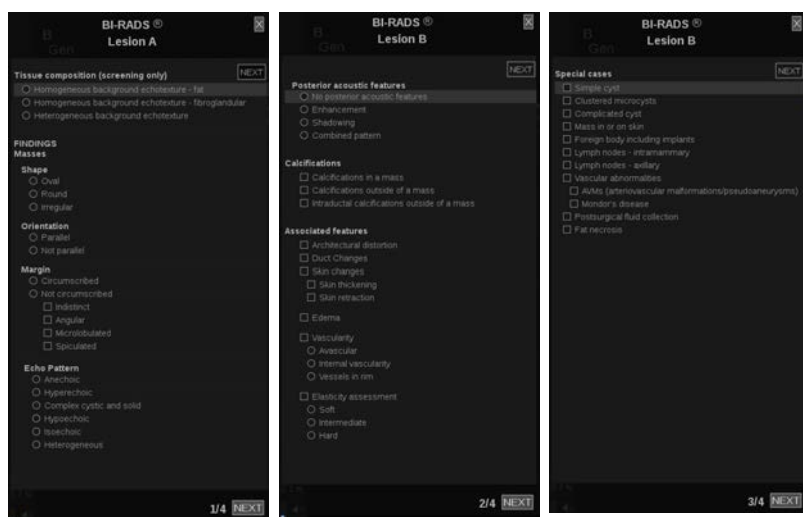 BI-RADS ®
Lesion A
X
B
Gen
NEXT
Tissue composition (screening only)
Homogeneous background echotexture - fat
Homogeneous background echotexture - fibroglandular
Heterogeneous background echotexture
FINDINGS
Masses
Shape
Oval
Round
Irregular
Orientation
Parallel
Not parallel
Margin
Circumscribed
Not circumscribed
Indistinct
Angular
Microlobulated
Spiculated
Echo Pattern
Anechoic
Hyperechoic
Complex cystic and solid
Hypoechoic
Isoechoic
Heterogeneous
1/4 NEXT
BI-RADS ®
Lesion B
X
B
Gen
NEXT
Posterior acoustic features
No posterior acoustic features
Enhancement
Shadowing
Combined pattern
Calcifications
Calcifications in a mass
Calcifications outside of a mass
Intraductal calcifications outside of a mass
Associated features
Architectural distortion
Duct Changes
Skin changes
Skin thickening
Skin retraction
Edema
Vascularity
Avascular
Internal vascularity
Vessels in rim
Elasticity assessment
Soft
Intermediate
Hard
2/4 NEXT
BI-RADS ®
Lesion B
X
B
Gen
NEXT
Special cases
Simple cyst
Clustered microcysts
Complicated cyst
Mass in or on skin
Foreign body including implants
Lymph nodes - intramammary
Lymph nodes - axillary
Vascular abnormalities
AVMs (arteriovascular malformations/pseudoaneurysms)
Mondor's disease
Postsurgical fluid collection
Fat necrosis
3/4 NEXT